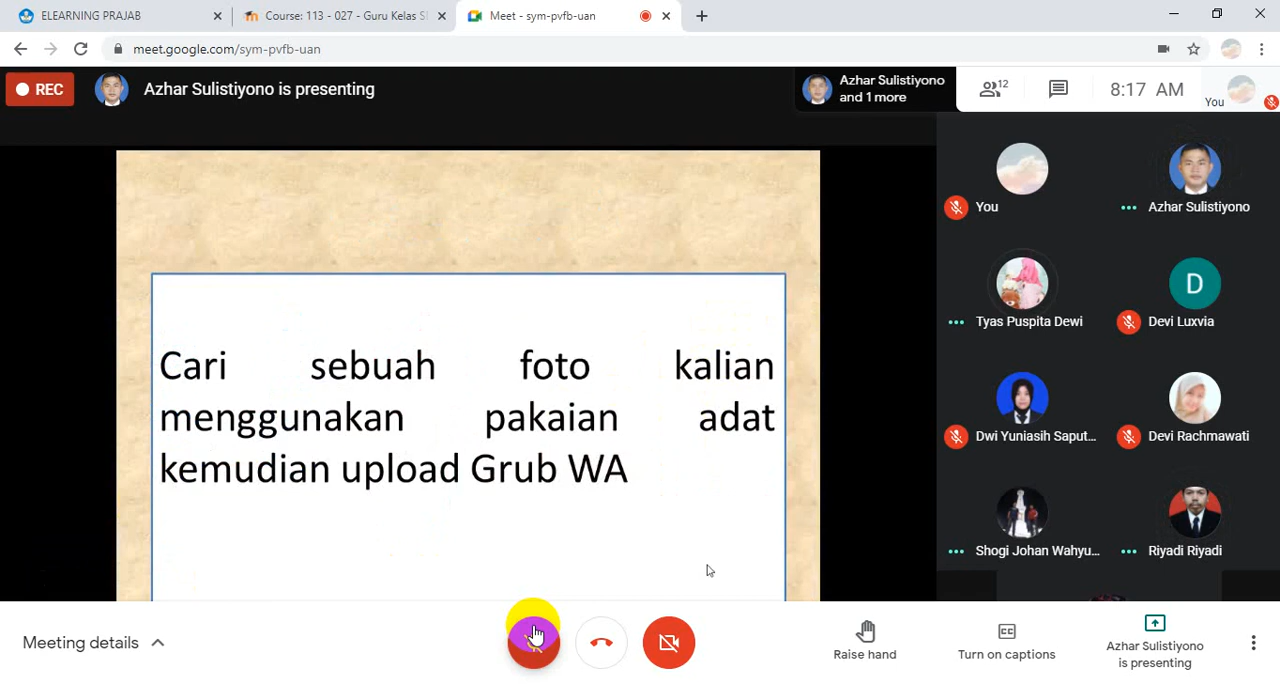 ELEARNING PRAJAB
Course: 113 - 027 - Guru Kelas S
Meet - sym-pvfb-uan
meet.google.com/sym-pvfb-uan
REC
Azhar Sulistiyono is presenting
Azhar Sulistiyono
and 1 more
12
8:17 AM
You
You
Azhar Sulistiyono
Tyas Puspita Dewi
D
Devi Luxvia
Dwi Yuniasih Saput...
Devi Rachmawati
Shogi Johan Wahyu...
Riyadi Riyadi
Cari sebuah foto kalian
menggunakan pakaian adat
kemudian upload Grub WA
Meeting details
Raise hand
CC
Turn on captions
Azhar Sulistiyono
is presenting